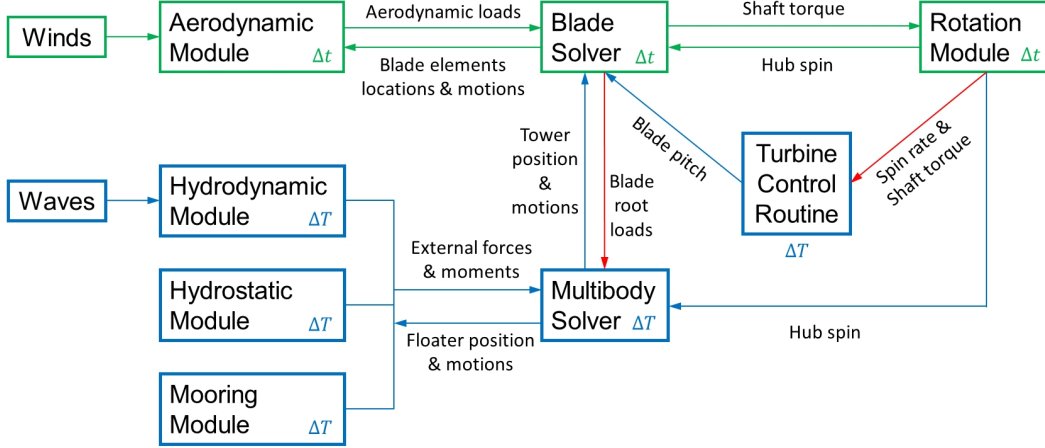 Winds
Aerodynamic
Module Δt
Aerodynamic loads
Blade elements
locations & motions
Blade
Solver Δt
Shaft torque
Hub spin
Rotation
Module Δt
Tower
position
&
motions
Blade
root
loads
Blade pitch
Turbine
Control
Routine
ΔT
Spin rate &
Shaft torque
Waves
Hydrodynamic
Module ΔT
External forces
& moments
Hydrostatic
Module ΔT
Floater position
& motions
Multibody
Solver ΔT
Hub spin
Mooring
Module ΔT